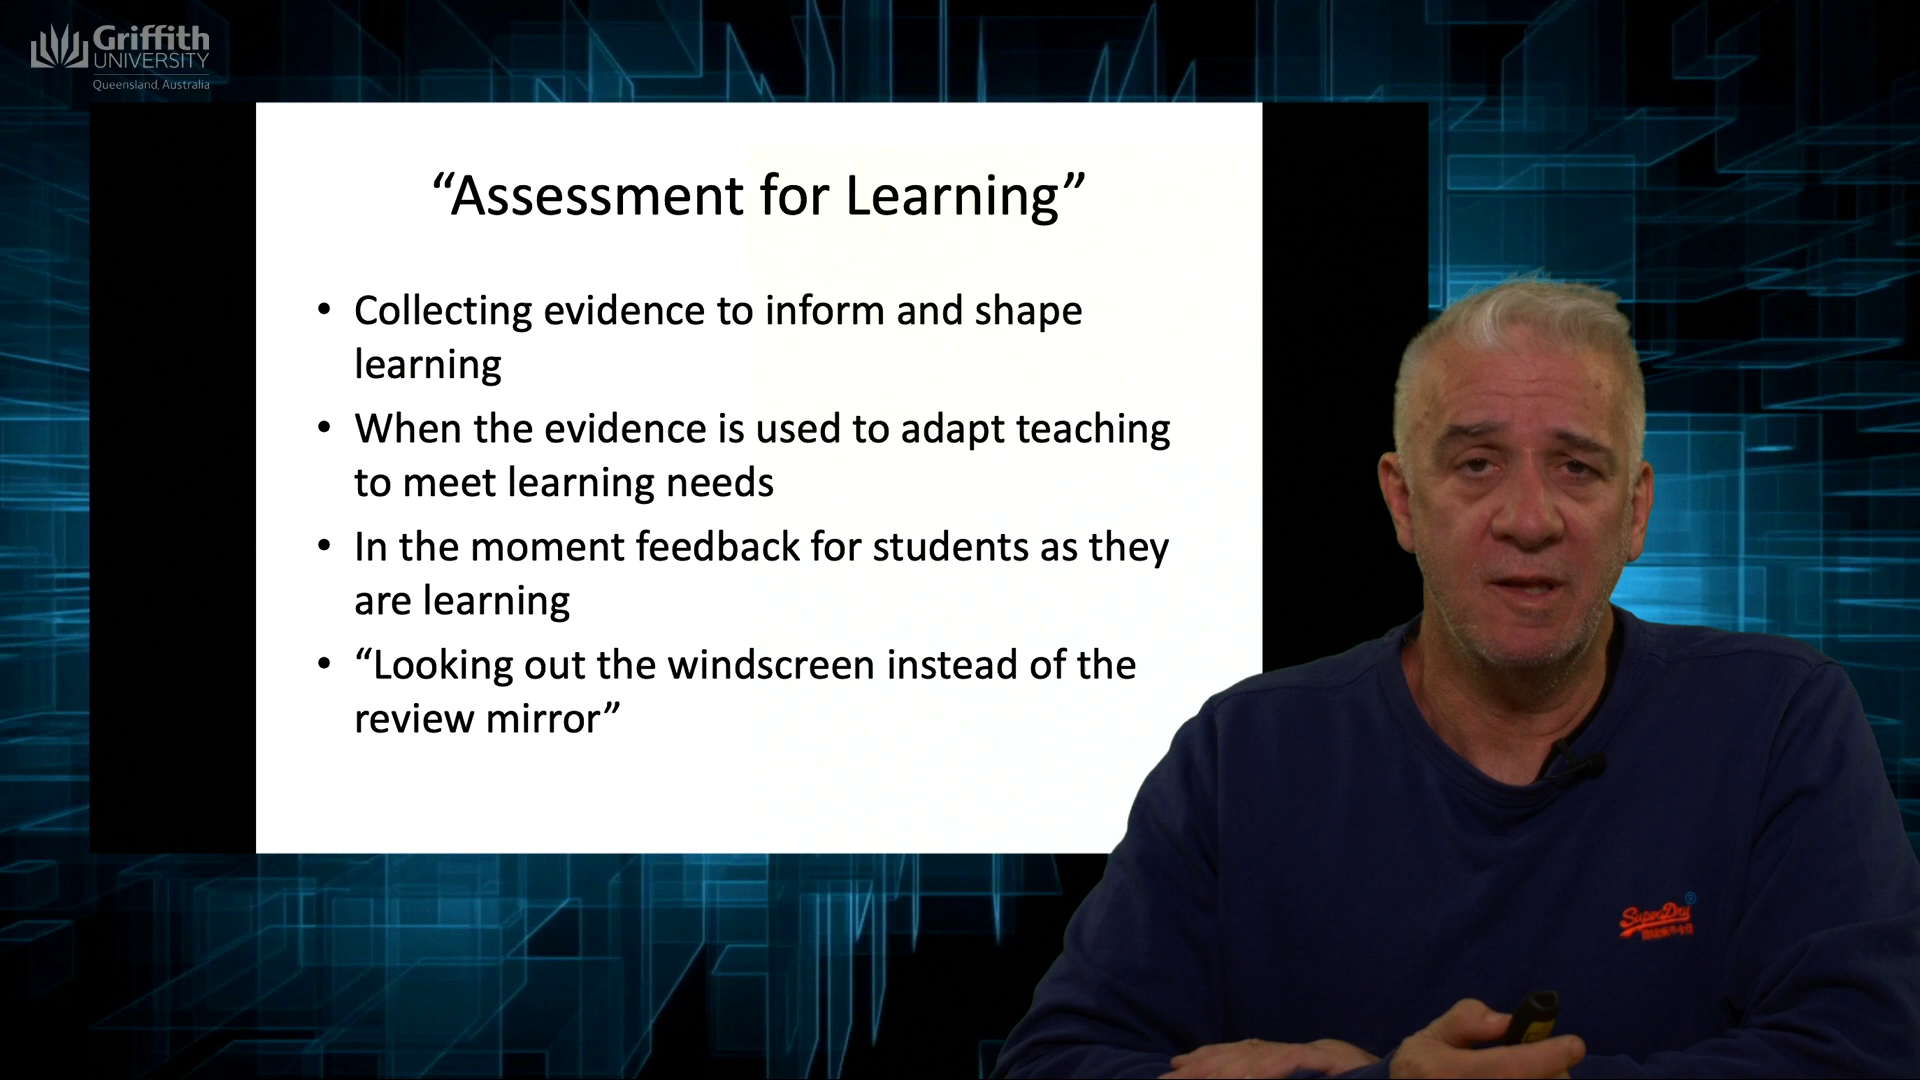 Griffith
UNIVERSITY
Queensland, Australia
“Assessment for Learning”
• Collecting evidence to inform and shape
learning
• When the evidence is used to adapt teaching
to meet learning needs
• In the moment feedback for students as they
are learning
• “Looking out the windscreen instead of the
review mirror”
SuperDry